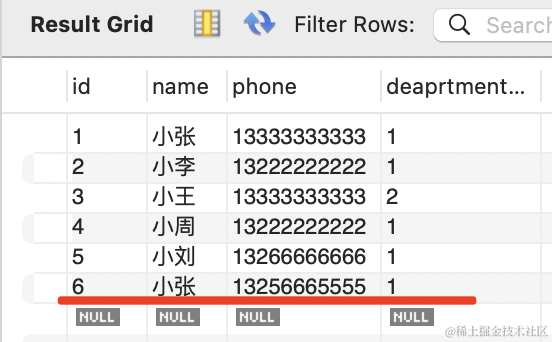 Result Grid Filter Rows: Search
id name phone deaprtment...
1 小张 13333333333 1
2 小李 13222222222 1
3 小王 13333333333 2
4 小周 13222222222 1
5 小刘 13266666666 1
6 小张 13256665555 1
NULL NULL NULL NULL
@稀土掘金技术社区